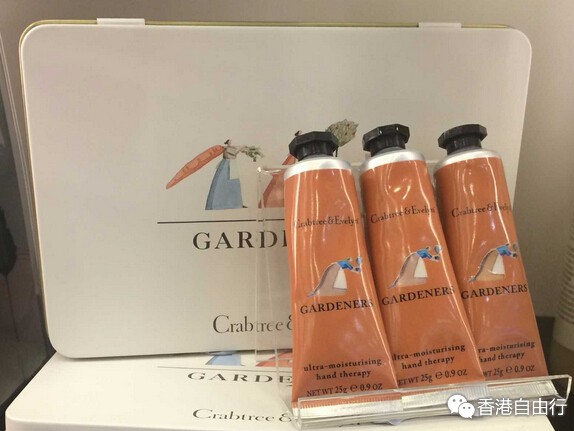 GARDE
Crabtree &
Crabtree &
Crabtree & Evelyn
GARDENERS
ultra-moisturising
hand therapy
NET WT 25g e 0.9 OZ
Crabtree & Evelyn
GARDENERS
ultra-moisturising
hand therapy
NET WT 25g e 0.9 OZ
Crabtree & Evelyn
GARDENERS
ultra-moisturising
hand therapy
NET WT 25g e 0.9 OZ
香港自由行